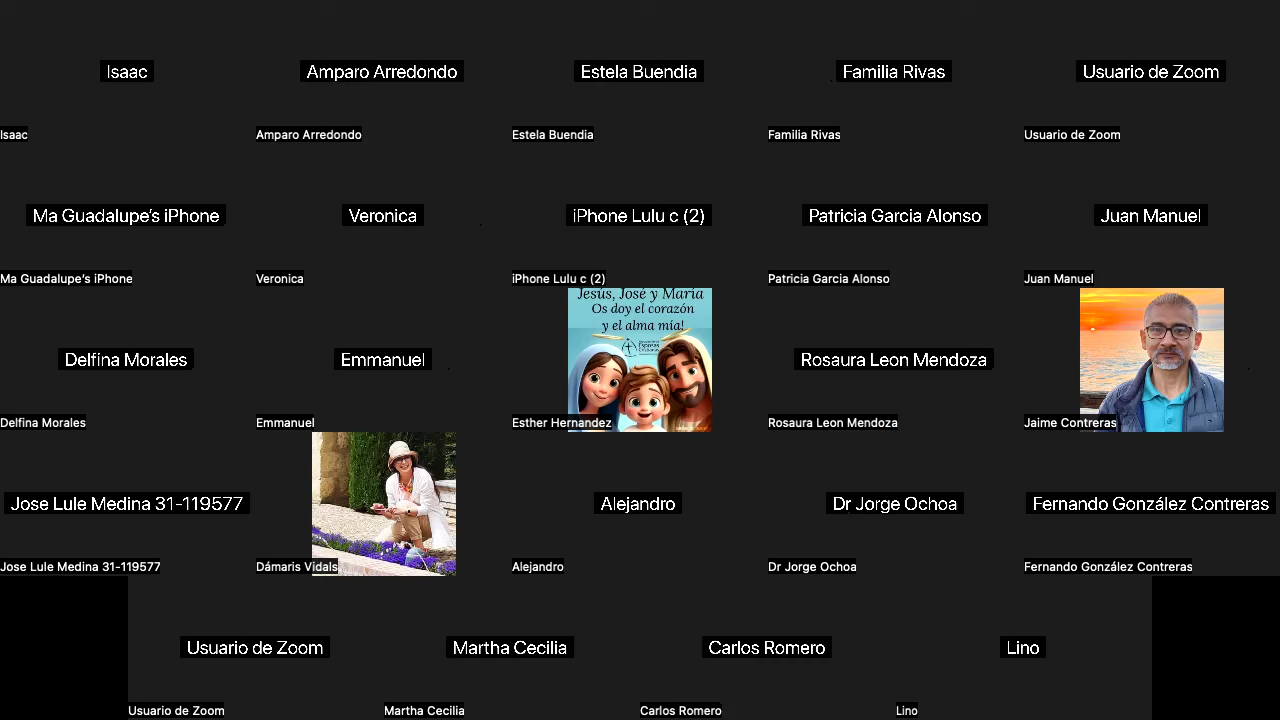 Isaac
Amparo Arredondo
Estela Buendia
Familia Rivas
Usuario de Zoom
Isaac
Amparo Arredondo
Estela Buendia
Familia Rivas
Usuario de Zoom
Ma Guadalupe's iPhone
Veronica
iPhone Lulu c (2)
Patricia Garcia Alonso
Juan Manuel
Ma Guadalupe's iPhone
Veronica
iPhone Lulu c (2)
Patricia Garcia Alonso
Juan Manuel
Jesús, José y María
Os doy el corazón
y el alma mía!
Esposas
Cristianas
Delfina Morales
Emmanuel
Rosaura Leon Mendoza
Delfina Morales
Emmanuel
Esther Hernandez
Rosaura Leon Mendoza
Jaime Contreras
Jose Lule Medina 31-119577
Alejandro
Dr Jorge Ochoa
Fernando González Contreras
Jose Lule Medina 31-119577
Dámaris Vidals
Alejandro
Dr Jorge Ochoa
Fernando González Contreras
Usuario de Zoom
Martha Cecilia
Carlos Romero
Lino
Usuario de Zoom
Martha Cecilia
Carlos Romero
Lino